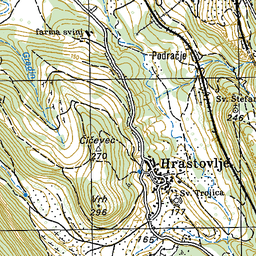 farma svinj
Podračje
Sv. Štefan
246
Čičevec
270
Hrastovlje
Sv. Trojica
Vrh
296
177
165